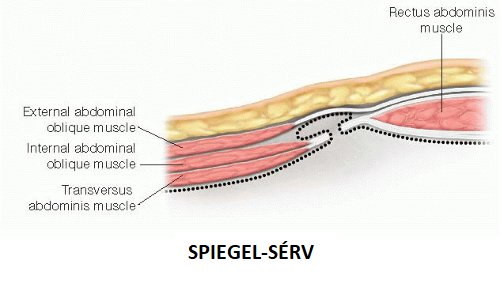 Rectus abdominis
muscle
External abdominal
oblique muscle
Internal abdominal
oblique muscle
Transversus
abdominis muscle
SPIEGEL-SÉRV